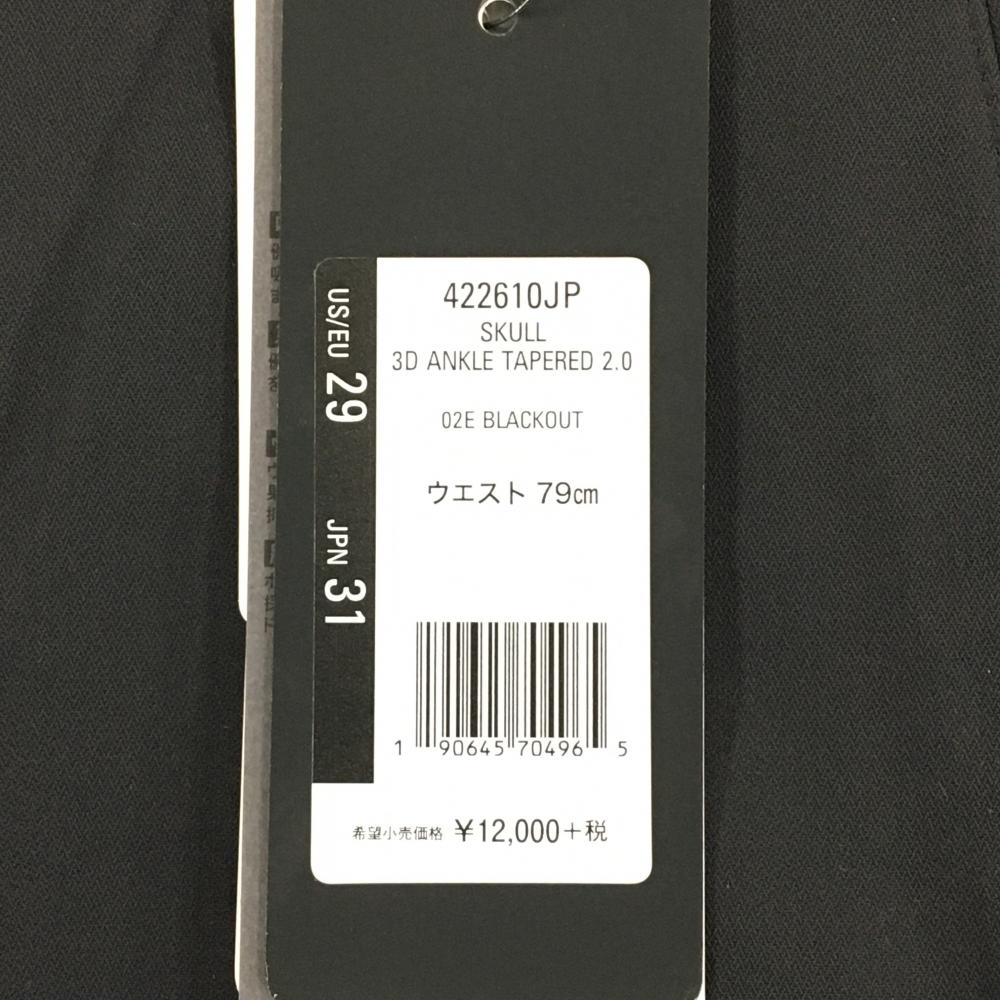 422610JP
SKULL
3D ANKLE TAPERED 2.0
02E BLACKOUT
ウエスト 79cm
US/EU 29
JPN 31
1 90645 70496 5
希望小売価格 ¥12,000+税